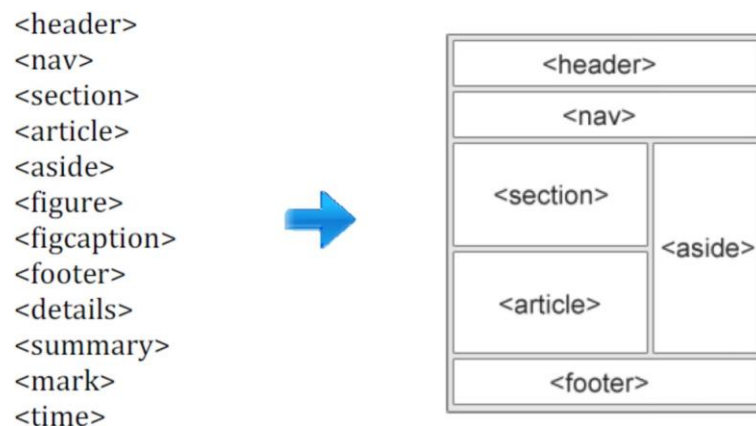 <header>
<nav>
<section>
<article>
<aside>
<figure>
<figcaption>
<footer>
<details>
<summary>
<mark>
<time>
<header>
<nav>
<section>
<aside>
<article>
<footer>